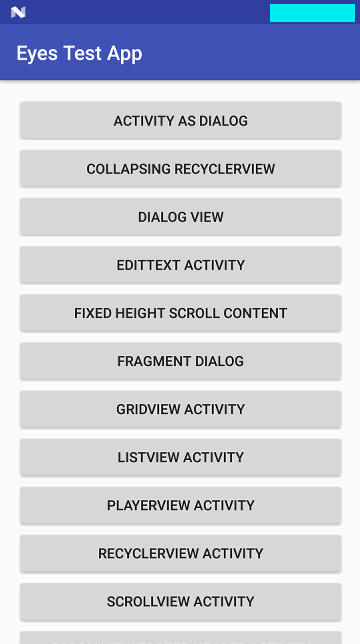 Eyes Test App
ACTIVITY AS DIALOG
COLLAPSING RECYCLERVIEW
DIALOG VIEW
EDITTEXT ACTIVITY
FIXED HEIGHT SCROLL CONTENT
FRAGMENT DIALOG
GRIDVIEW ACTIVITY
LISTVIEW ACTIVITY
PLAYERVIEW ACTIVITY
RECYCLERVIEW ACTIVITY
SCROLLVIEW ACTIVITY